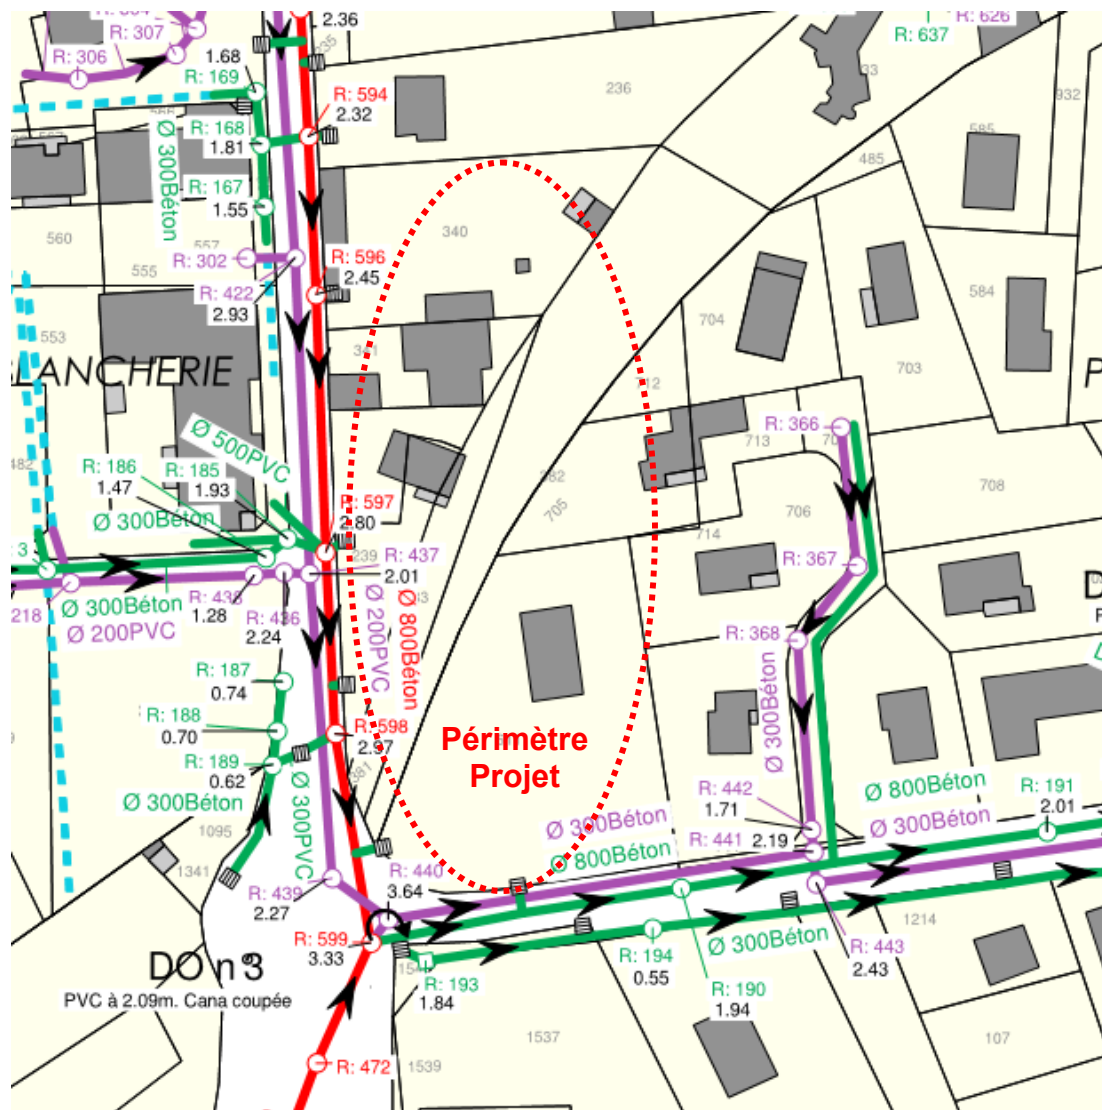 2.36
R: 626
R: 637
R: 307
R: 306
1.68
R: 169
235
R: 594
2.32
236
932
R: 168
1.81
585
485
Ø 300Béton
R: 167
1.55
560
557
R: 302
555
R: 596
2.45
340
R: 422
2.93
584
704
553
LANCHERIE
341
703
P
712
R: 366
713
Ø 500PVC
482
R: 186
1.47
R: 185
1.93
Ø 300Béton
R: 597
2.80
705
708
706
714
239
R: 437
2.01
R: 367
218
Ø 300Béton
Ø 200PVC
1.28
R: 436
2.24
Ø 200PVC
Ø 800Béton
D
R: 368
R: 187
0.74
R: 188
0.70
R: 189
0.62
R: 598
2.97
381
Périmètre
Projet
Ø 300Béton
Ø 300Béton
Ø 300PVC
R: 442
1.71
Ø 800Béton
R: 191
2.01
Ø 300Béton
Ø 300Béton
2.19
R: 441
Ø 800Béton
1095
1341
R: 440
3.64
R: 439
2.27
R: 599
3.33
1214
Ø 300Béton
R: 194
0.55
R: 443
2.43
DO n°3
PVC à 2.09m. Cana coupée
R: 193
1.84
R: 190
1.94
1537
107
1539
R: 472